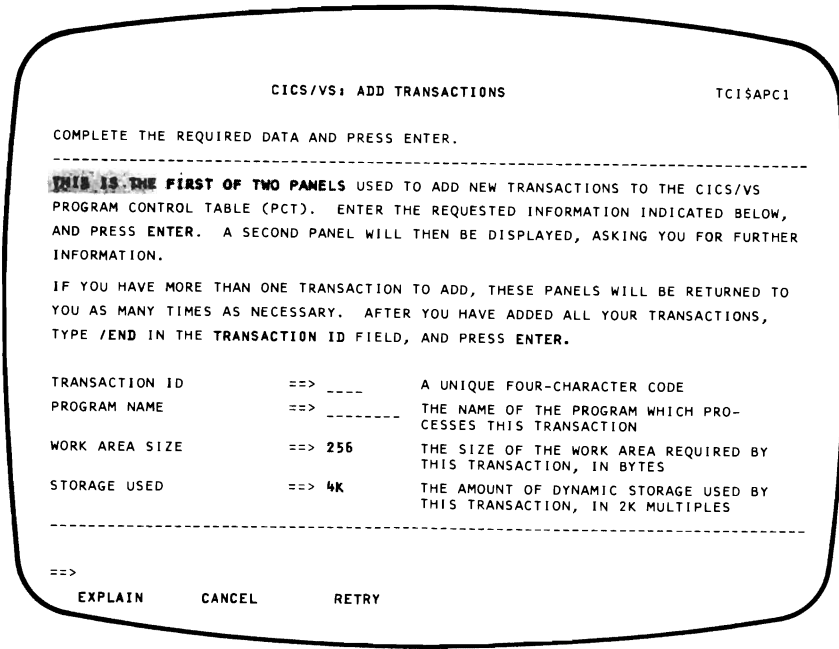 CICS/VS: ADD TRANSACTIONS TCI$APC1
COMPLETE THE REQUIRED DATA AND PRESS ENTER.
--------------------------------------------------------------------------------
THIS IS THE FIRST OF TWO PANELS USED TO ADD NEW TRANSACTIONS TO THE CICS/VS
PROGRAM CONTROL TABLE (PCT). ENTER THE REQUESTED INFORMATION INDICATED BELOW,
AND PRESS ENTER. A SECOND PANEL WILL THEN BE DISPLAYED, ASKING YOU FOR FURTHER
INFORMATION.
IF YOU HAVE MORE THAN ONE TRANSACTION TO ADD, THESE PANELS WILL BE RETURNED TO
YOU AS MANY TIMES AS NECESSARY. AFTER YOU HAVE ADDED ALL YOUR TRANSACTIONS,
TYPE /END IN THE TRANSACTION ID FIELD, AND PRESS ENTER.
TRANSACTION ID ==> ____ A UNIQUE FOUR-CHARACTER CODE
PROGRAM NAME ==> ________ THE NAME OF THE PROGRAM WHICH PRO-
CESSES THIS TRANSACTION
WORK AREA SIZE ==> 256 THE SIZE OF THE WORK AREA REQUIRED BY
THIS TRANSACTION, IN BYTES
STORAGE USED ==> 4K THE AMOUNT OF DYNAMIC STORAGE USED BY
THIS TRANSACTION, IN 2K MULTIPLES
--------------------------------------------------------------------------------
==>
EXPLAIN CANCEL RETRY